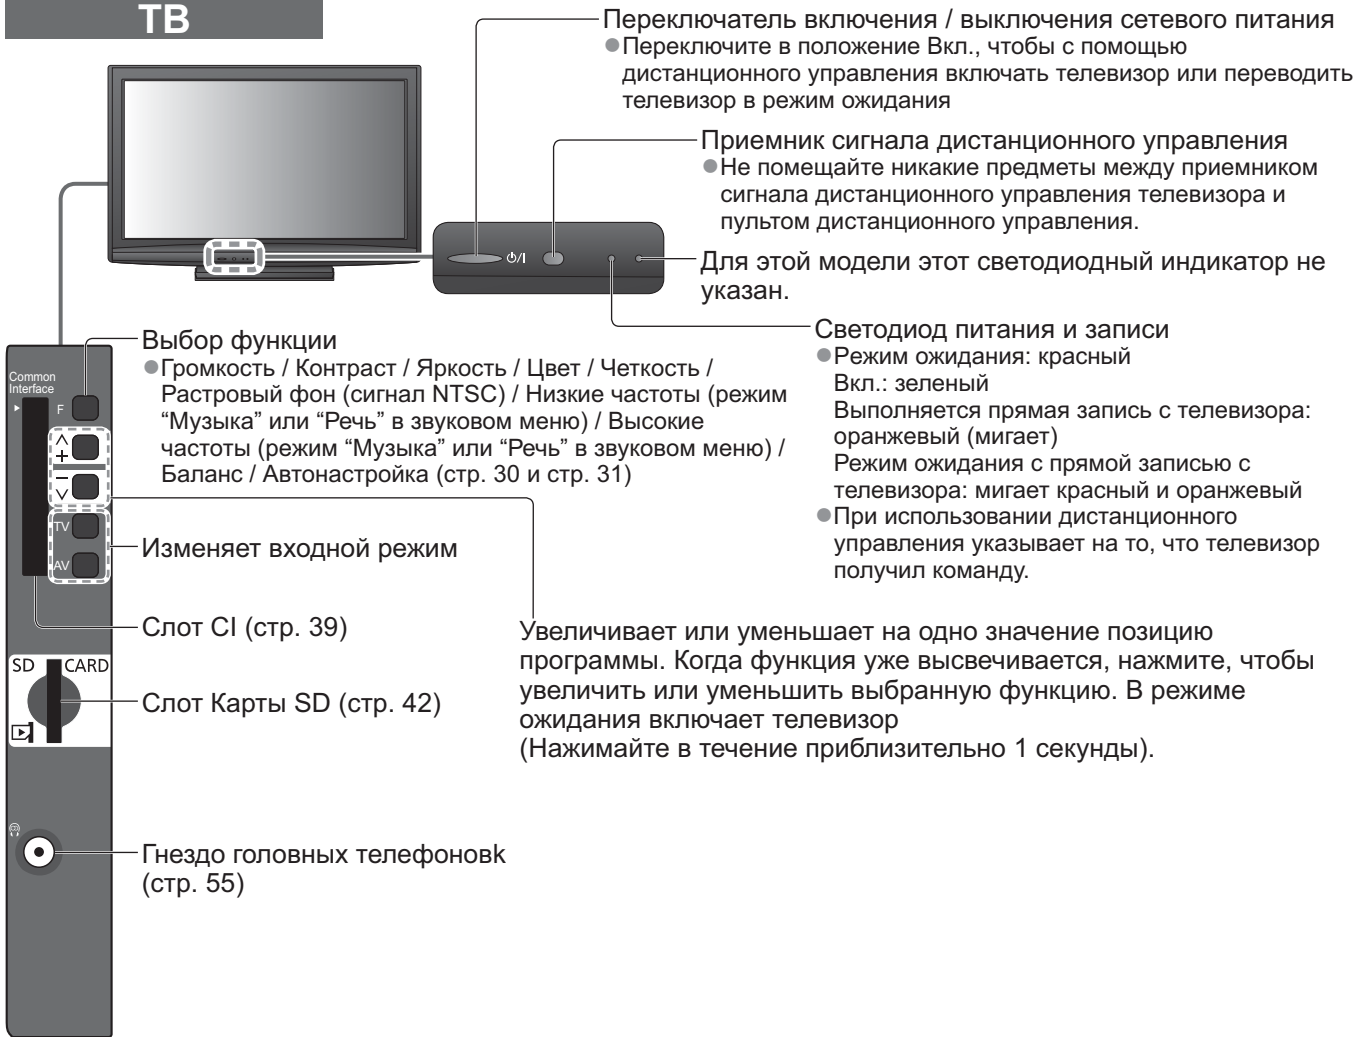 ТВ
Переключатель включения / выключения сетевого питания
●Переключите в положение Вкл., чтобы с помощью
дистанционного управления включать телевизор или переводить
телевизор в режим ожидания
Приемник сигнала дистанционного управления
●Не помещайте никакие предметы между приемником
сигнала дистанционного управления телевизора и
пультом дистанционного управления.
Для этой модели этот светодиодный индикатор не
указан.
Светодиод питания и записи
●Режим ожидания: красный
Вкл.: зеленый
Выполняется прямая запись с телевизора:
оранжевый (мигает)
Режим ожидания с прямой записью с
телевизора: мигает красный и оранжевый
●При использовании дистанционного
управления указывает на то, что телевизор
получил команду.
Выбор функции
●Громкость / Контраст / Яркость / Цвет / Четкость /
Растровый фон (сигнал NTSC) / Низкие частоты (режим
“Музыка” или “Речь” в звуковом меню) / Высокие
частоты (режим “Музыка” или “Речь” в звуковом меню) /
Баланс / Автонастройка (стр. 30 и стр. 31)
Common
Interface
F
+
−
TV
AV
Изменяет входной режим
Слот CI (стр. 39)
Увеличивает или уменьшает на одно значение позицию
программы. Когда функция уже высвечивается, нажмите, чтобы
увеличить или уменьшить выбранную функцию. В режиме
ожидания включает телевизор
(Нажимайте в течение приблизительно 1 секунды).
SD CARD
Слот Карты SD (стр. 42)
Гнездо головных телефоновk
(стр. 55)